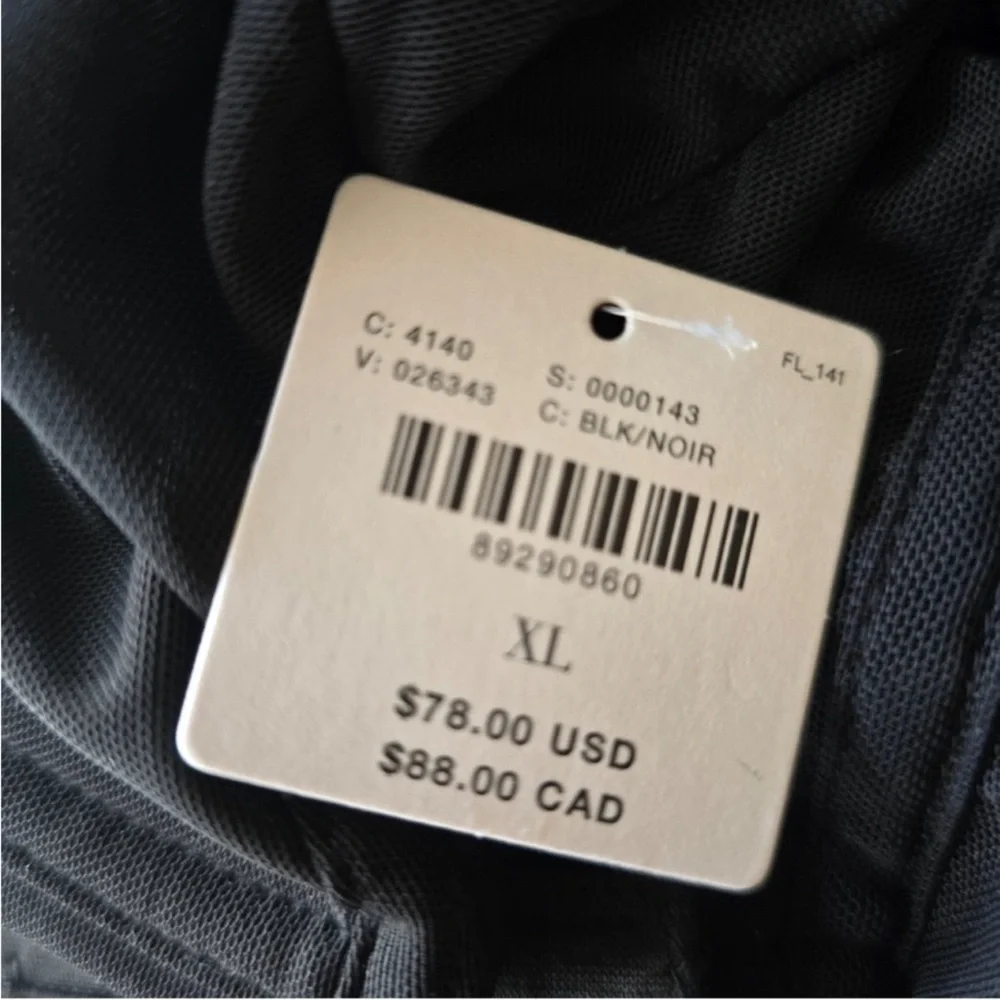 C: 4140
V: 026343
S: 0000143
C: BLK/NOIR
FL_141
89290860
XL
$78.00 USD
$88.00 CAD